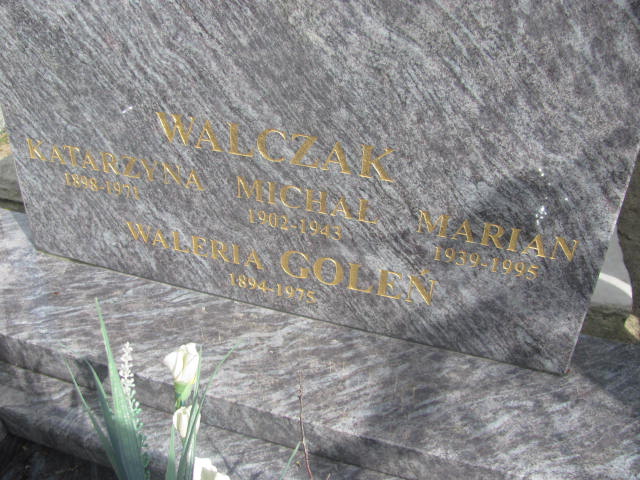 WALCZAK
KATARZYNA MICHAŁ MARIAN
1898-1971 1902-1943 1939-1995
WALERIA GOLEŃ
1894-1975